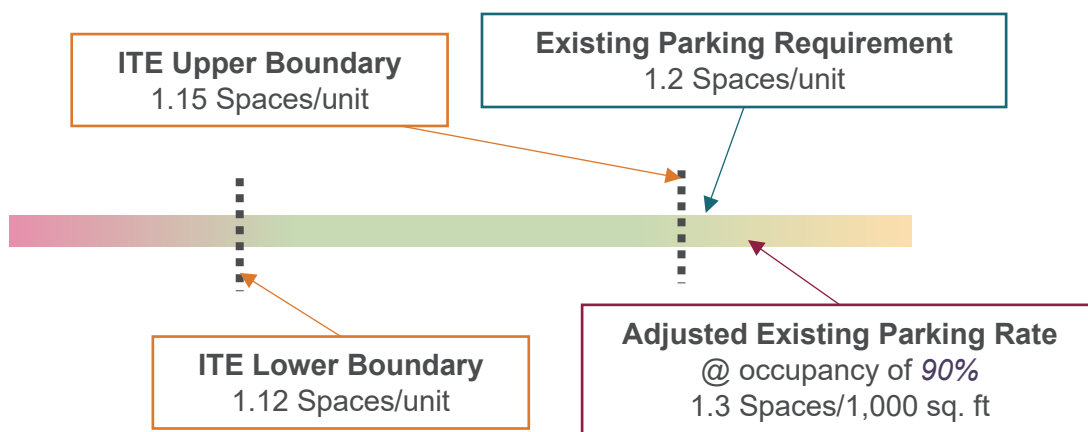 ITE Upper Boundary
1.15 Spaces/unit
Existing Parking Requirement
1.2 Spaces/unit
ITE Lower Boundary
1.12 Spaces/unit
Adjusted Existing Parking Rate
@ occupancy of 90%
1.3 Spaces/1,000 sq. ft